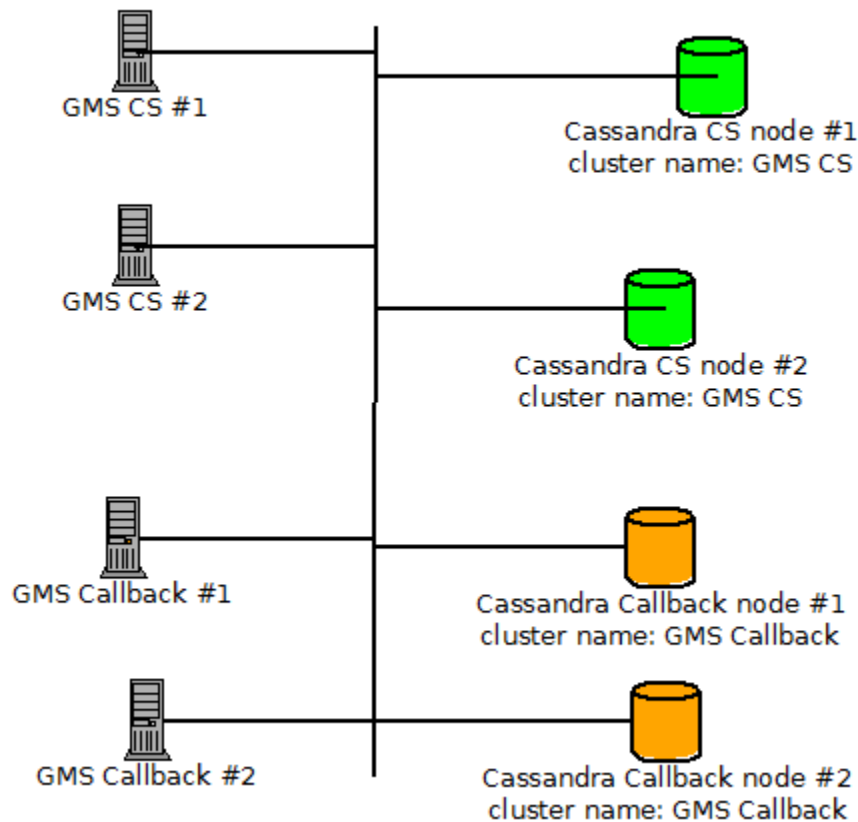 GMS CS #1
Cassandra CS node #1
cluster name: GMS CS
GMS CS #2
Cassandra CS node #2
cluster name: GMS CS
GMS Callback #1
Cassandra Callback node #1
cluster name: GMS Callback
GMS Callback #2
Cassandra Callback node #2
cluster name: GMS Callback